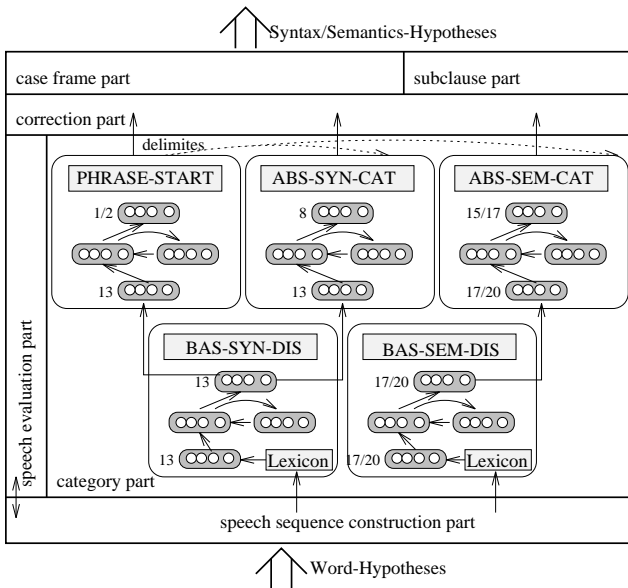 Syntax/Semantics-Hypotheses
case frame part
subclause part
correction part
delimites
PHRASE-START
ABS-SYN-CAT
ABS-SEM-CAT
1/2
8
15/17
13
13
17/20
BAS-SYN-DIS
BAS-SEM-DIS
13
17/20
13
Lexicon
17/20
Lexicon
speech evaluation part
category part
speech sequence construction part
Word-Hypotheses